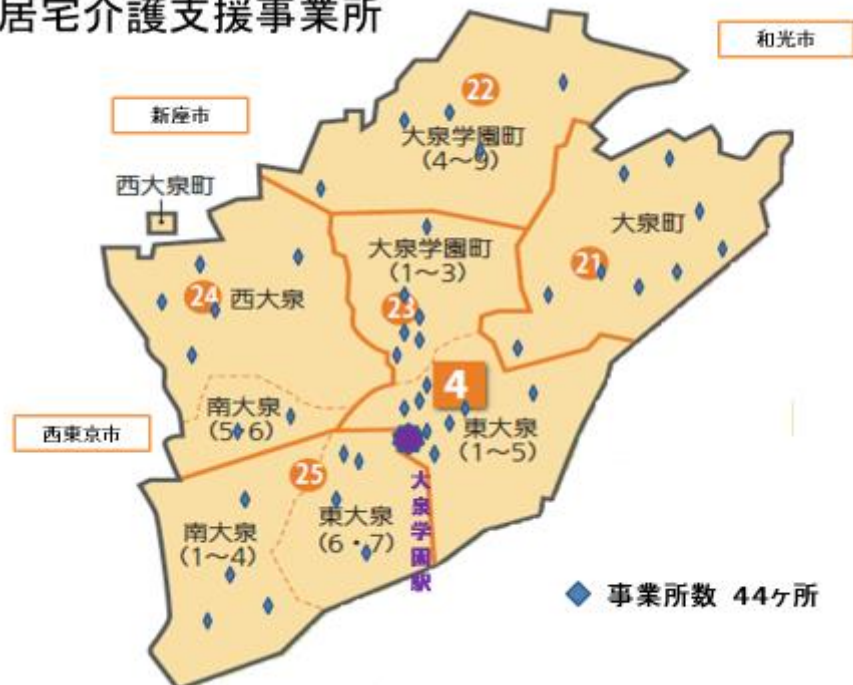 居宅介護支援事業所
和光市
新座市
22
大泉学園町
(4～9)
西大泉町
大泉町
大泉学園町
(1～3)
21
24
西大泉
23
4
南大泉
(5・6)
西東京市
東大泉
(1～5)
25
大泉学園駅
南大泉
(1～4)
東大泉
(6・7)
事業所数 44ヶ所